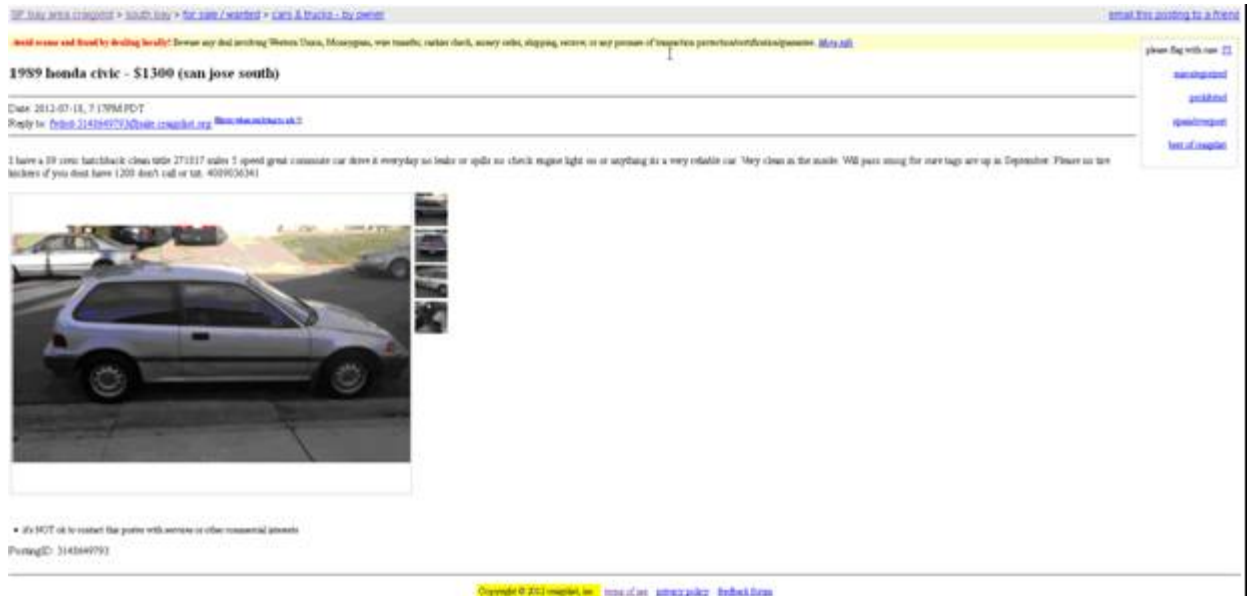 SF bay area craigslist > south bay > for sale / wanted > cars & trucks - by owner
email this posting to a friend
Avoid scams and fraud by dealing locally! Beware any deal involving Western Union, Moneygram, wire transfer, cashier check, money order, shipping, escrow, or any promise of transaction protection/certification/guarantee. More info
please flag with care: [?]
miscategorized
prohibited
spam/overpost
best of craigslist
1989 honda civic - $1300 (san jose south)
Date: 2012-07-18, 7:17PM PDT
Reply to:
I have a 89 civic hatchback clean title 271817 miles 5 speed great commute car drive it everyday no leaks or spills no check engine light on or anything its a very reliable car. Very clean in the inside. Will pass smog for sure tags are up in September. Please no tire
kickers if you dont have 1200 don't call or txt.
it's NOT ok to contact this poster with services or other commercial interests
PostingID: 3148649793
Copyright © 2012 craigslist, inc. terms of use privacy policy feedback forum